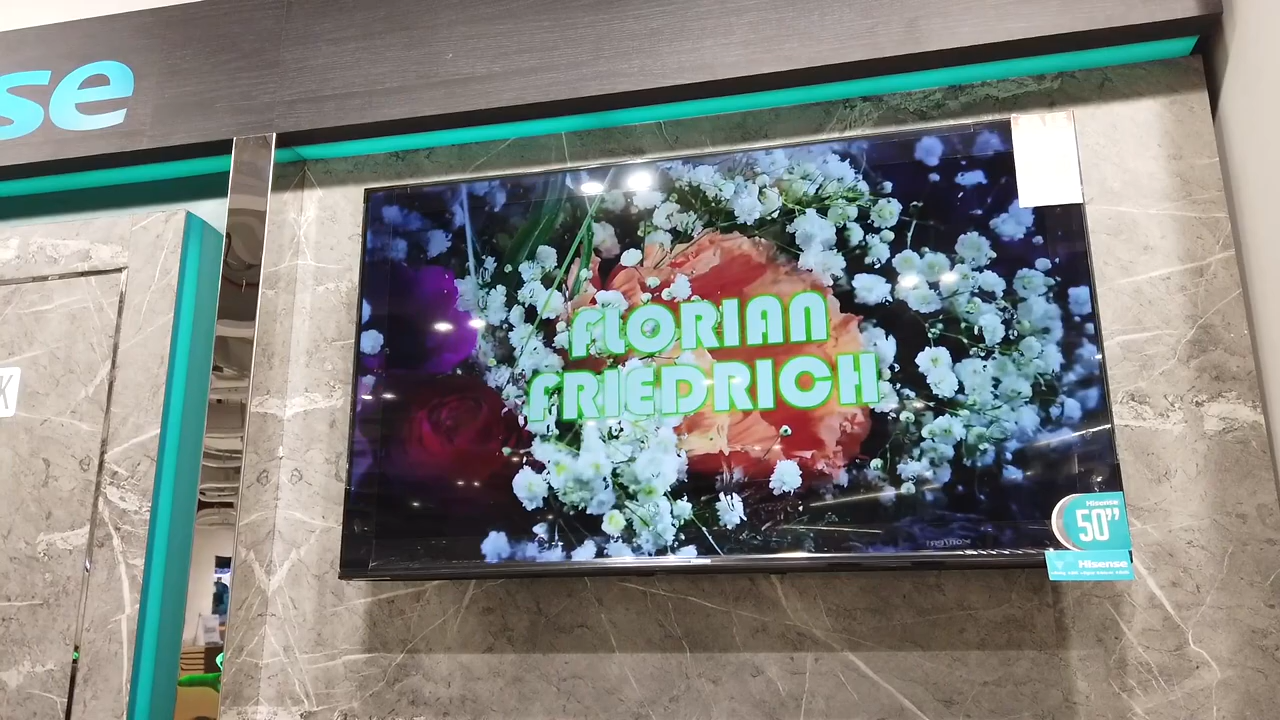 se
K
FLORIAN
FRIEDRICH
Hisense
50”
Hisense